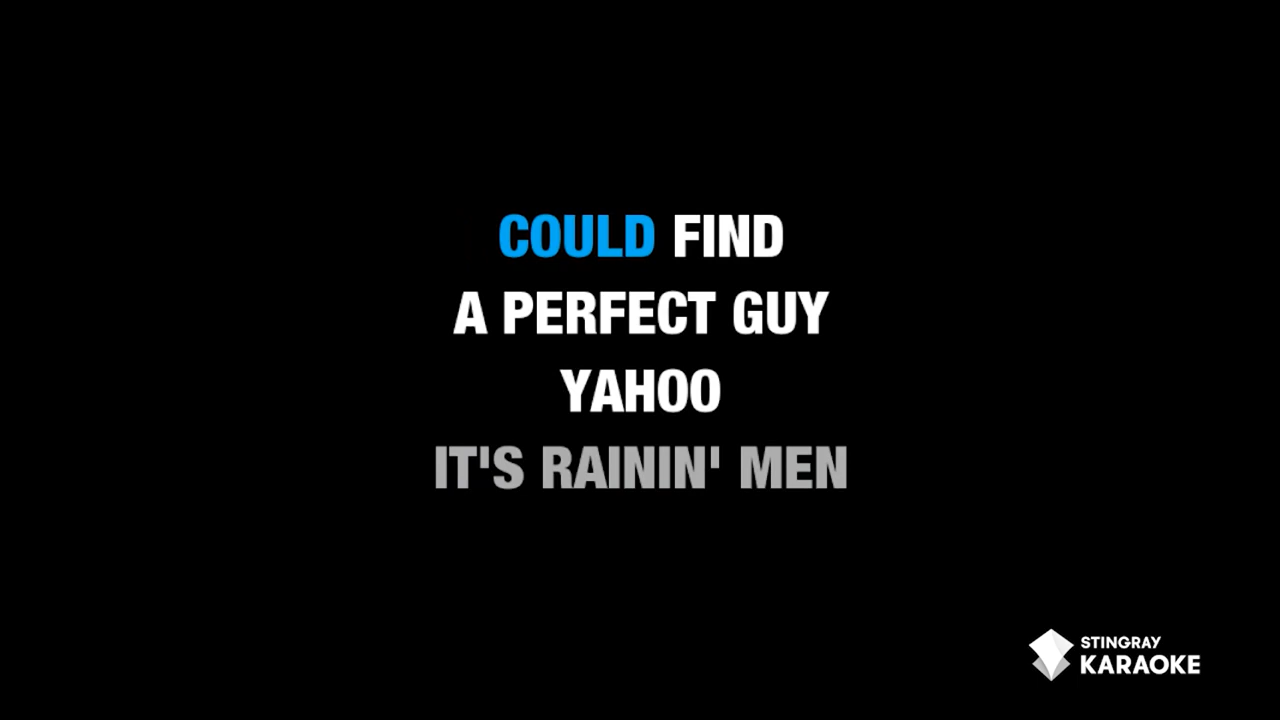 COULD FIND
A PERFECT GUY
YAHOO
IT'S RAININ' MEN
STINGRAY
KARAOKE